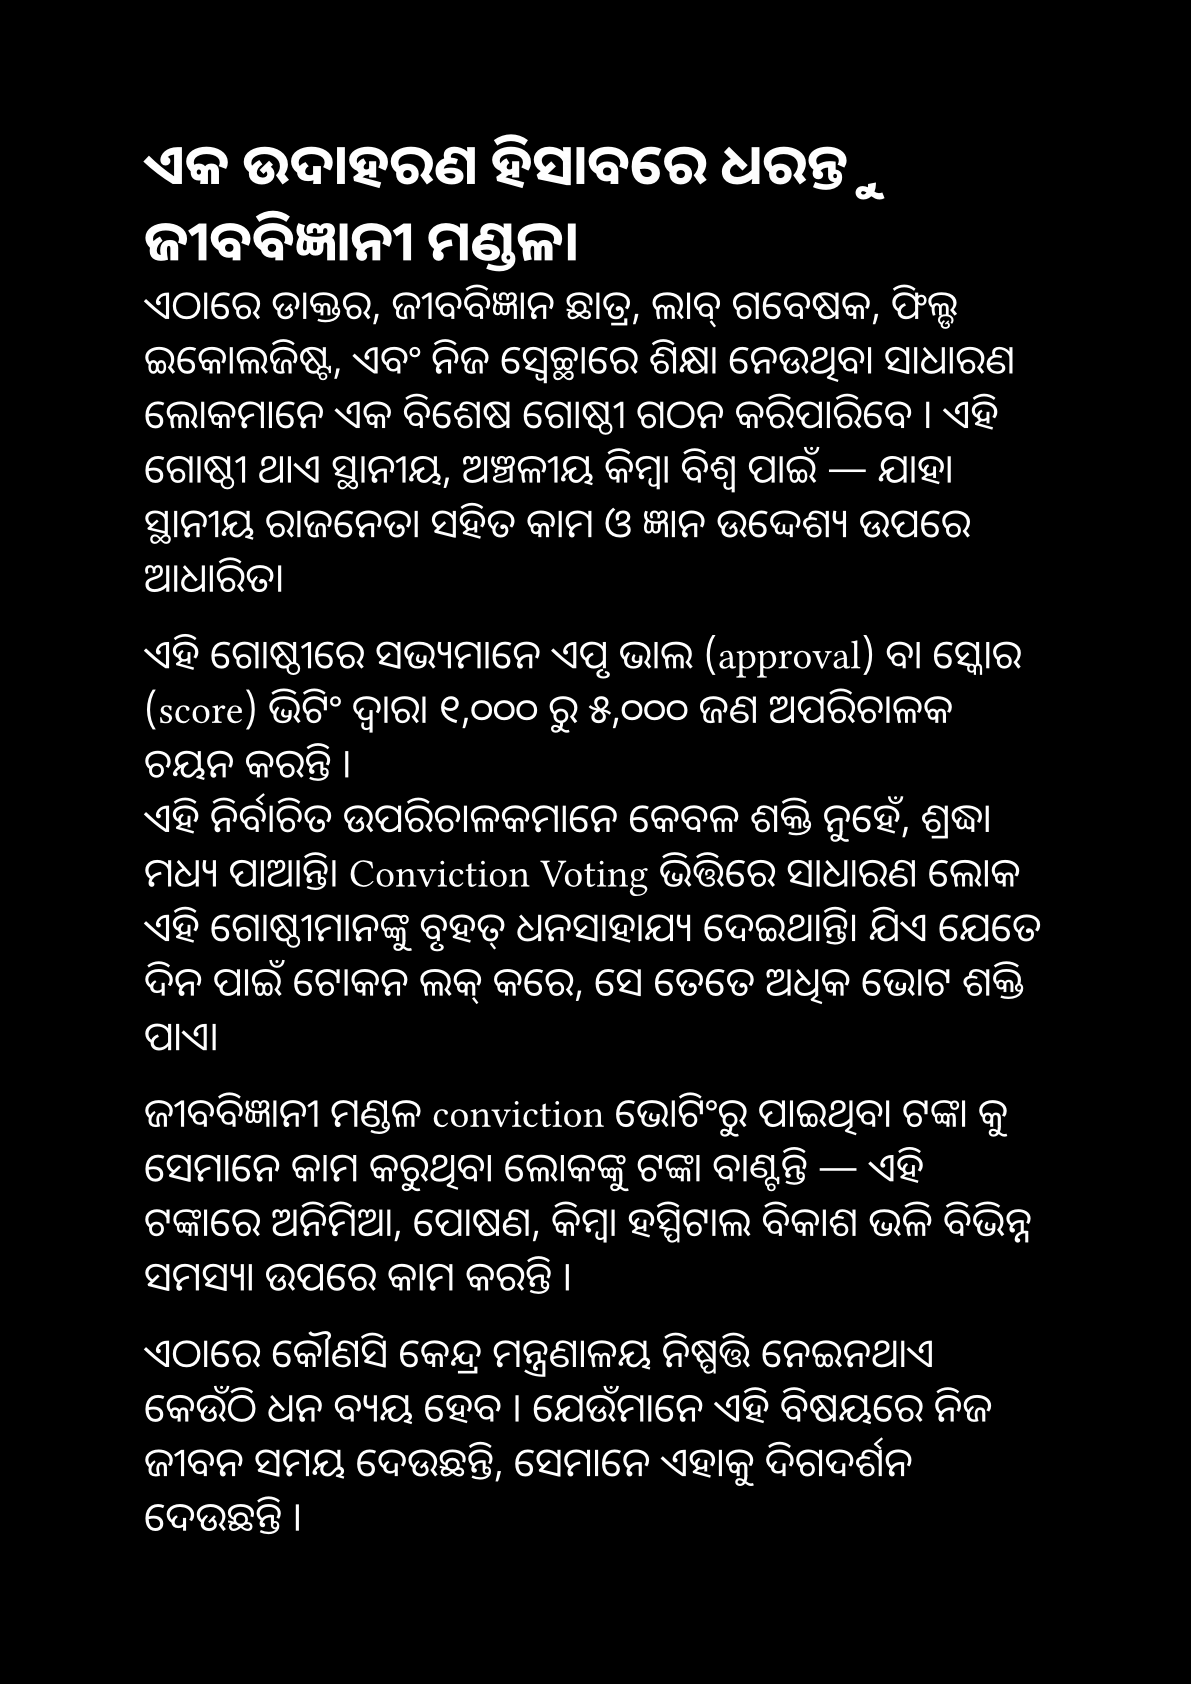 ଏକ ଉଦାହରଣ ହିସାବରେ ଧରନ୍ତୁ
ଜୀବବିଜ୍ଞାନୀ ମଣ୍ଡଳ।
ଏଠାରେ ଡାକ୍ତର, ଜୀବବିଜ୍ଞାନ ଛାତ୍ର, ଲାବ୍ ଗବେଷକ, ଫିଲ୍ଡ
ଇକୋଲଜିଷ୍ଟ, ଏବଂ ନିଜ ସ୍ୱେଚ୍ଛାରେ ଶିକ୍ଷା ନେଉଥିବା ସାଧାରଣ
ଲୋକମାନେ ଏକ ବିଶେଷ ଗୋଷ୍ଠୀ ଗଠନ କରିପାରିବେ । ଏହି
ଗୋଷ୍ଠୀ ଥାଏ ସ୍ଥାନୀୟ, ଅଞ୍ଚଳୀୟ କିମ୍ବା ବିଶ୍ୱ ପାଇଁ — ଯାହା
ସ୍ଥାନୀୟ ରାଜନେତା ସହିତ କାମ ଓ ଜ୍ଞାନ ଉଦ୍ଦେଶ୍ୟ ଉପରେ
ଆଧାରିତ।
ଏହି ଗୋଷ୍ଠୀରେ ସଭ୍ୟମାନେ ଏପୃ ଭାଲ (approval) ବା ସ୍କୋର
(score) ଭିଟିଂ ଦ୍ୱାରା ୧,୦୦୦ ରୁ ୫,୦୦୦ ଜଣ ଅପରିଚାଳକ
ଚୟନ କରନ୍ତି ।
ଏହି ନିର୍ବାଚିତ ଉପରିଚାଳକମାନେ କେବଳ ଶକ୍ତି ନୁହେଁ, ଶ୍ରଦ୍ଧା
ମଧ୍ୟ ପାଆନ୍ତି। Conviction Voting ଭିତ୍ତିରେ ସାଧାରଣ ଲୋକ
ଏହି ଗୋଷ୍ଠୀମାନଙ୍କୁ ବୃହତ୍ ଧନସାହାଯ୍ୟ ଦେଇଥାନ୍ତି। ଯିଏ ଯେତେ
ଦିନ ପାଇଁ ଟୋକନ ଲକ୍ କରେ, ସେ ତେତେ ଅଧିକ ଭୋଟ ଶକ୍ତି
ପାଏ।
ଜୀବବିଜ୍ଞାନୀ ମଣ୍ଡଳ conviction ଭୋଟିଂରୁ ପାଇଥିବା ଟଙ୍କା କୁ
ସେମାନେ କାମ କରୁଥିବା ଲୋକଙ୍କୁ ଟଙ୍କା ବାଣ୍ଟନ୍ତି — ଏହି
ଟଙ୍କାରେ ଅନିମିଆ, ପୋଷଣ, କିମ୍ବା ହସ୍ପିଟାଲ ବିକାଶ ଭଳି ବିଭିନ୍ନ
ସମସ୍ୟା ଉପରେ କାମ କରନ୍ତି ।
ଏଠାରେ କୌଣସି କେନ୍ଦ୍ର ମନ୍ତ୍ରଣାଳୟ ନିଷ୍ପତ୍ତି ନେଇନଥାଏ
କେଉଁଠି ଧନ ବ୍ୟୟ ହେବ । ଯେଉଁମାନେ ଏହି ବିଷୟରେ ନିଜ
ଜୀବନ ସମୟ ଦେଉଛନ୍ତି, ସେମାନେ ଏହାକୁ ଦିଗଦର୍ଶନ
ଦେଉଛନ୍ତି ।